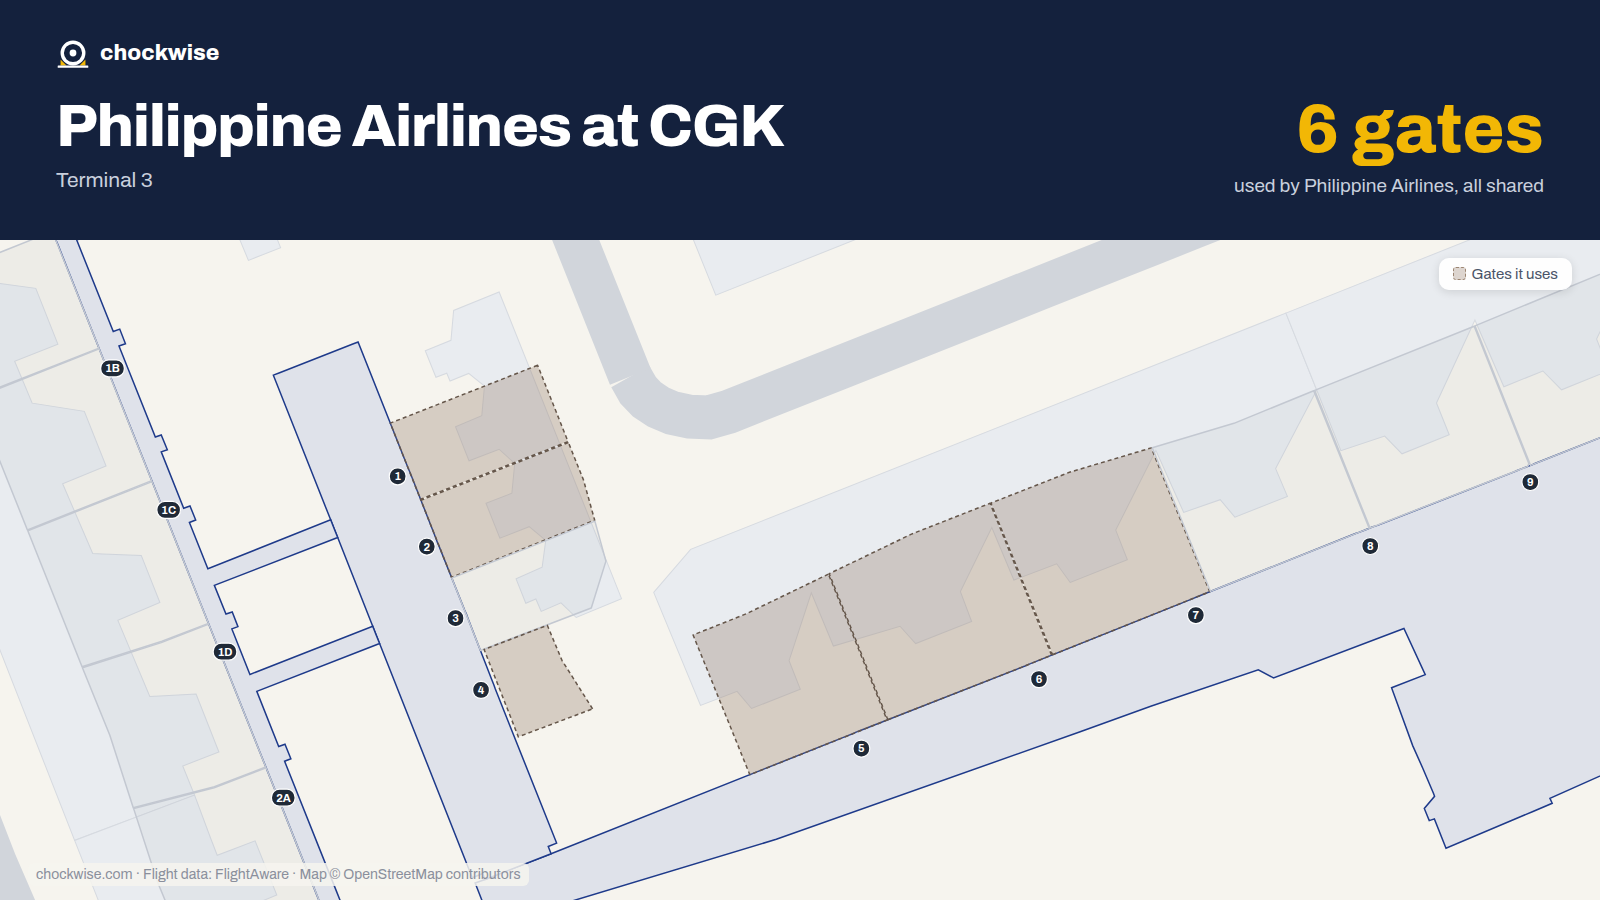 chockwise
Philippine Airlines at CGK
Terminal 3
6 gates
used by Philippine Airlines, all shared
Gates it uses
1B
1
1C
2
1D
3
4
2A
5
6
7
8
9
chockwise.com · Flight data: FlightAware · Map © OpenStreetMap contributors